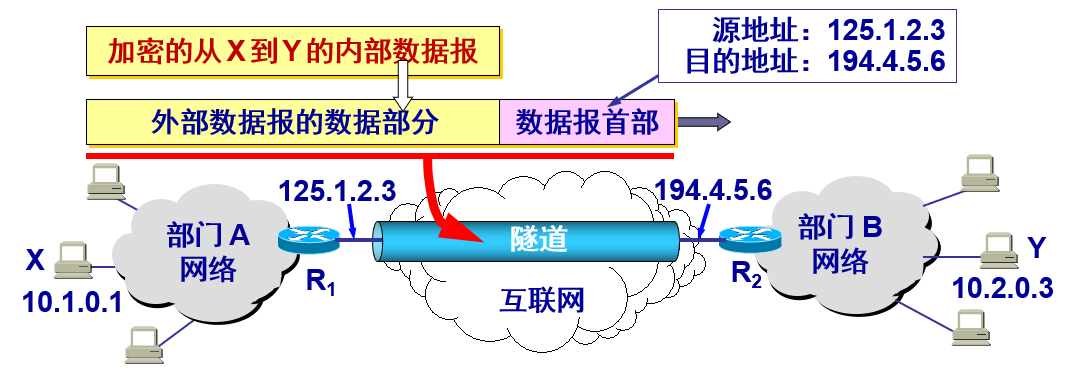 加密的从 X 到 Y 的内部数据报
源地址：125.1.2.3
目的地址：194.4.5.6
外部数据报的数据部分
数据报首部
125.1.2.3
194.4.5.6
部门 A
网络
隧道
部门 B
网络
X
Y
R1
R2
10.1.0.1
互联网
10.2.0.3